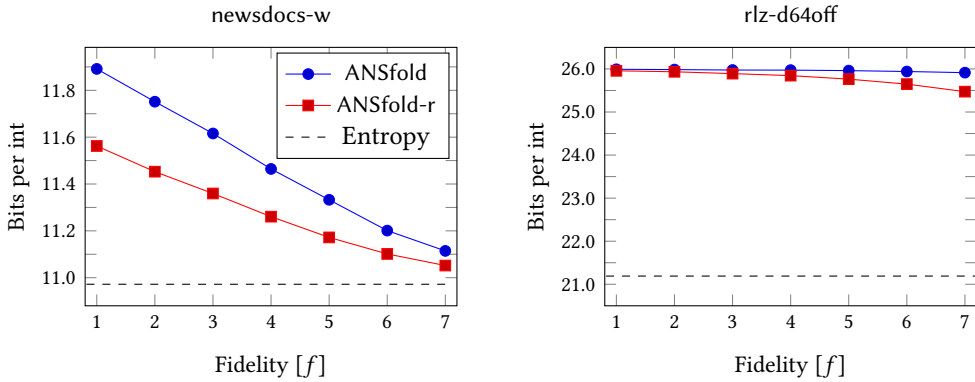 newsdocs-w
Bits per int
11.8
11.6
11.4
11.2
11.0
1 2 3 4 5 6 7
Fidelity [f]
ANSfold
ANSfold-r
Entropy
rlz-d64off
Bits per int
26.0
25.0
24.0
23.0
22.0
21.0
1 2 3 4 5 6 7
Fidelity [f]